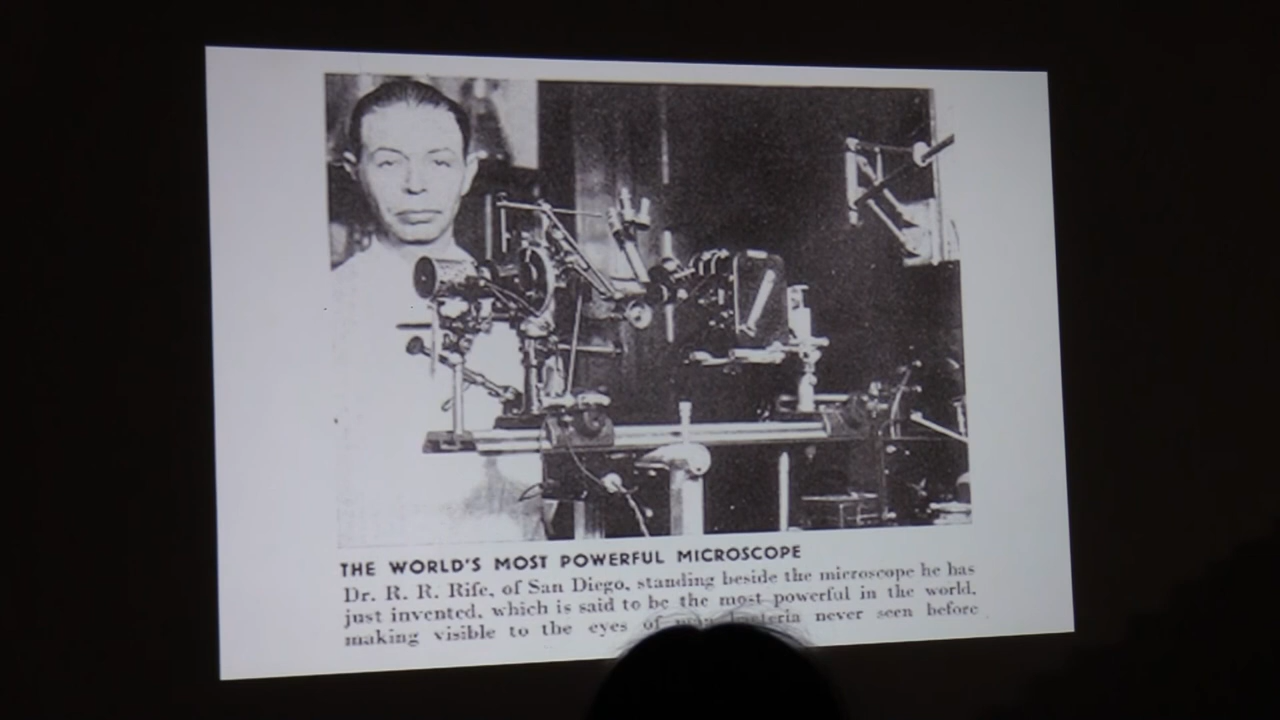 THE WORLD'S MOST POWERFUL MICROSCOPE
Dr. R. R. Rife, of San Diego, standing beside the microscope he has
just invented, which is said to be the most powerful in the world,
making visible to the eyes of man bacteria never seen before